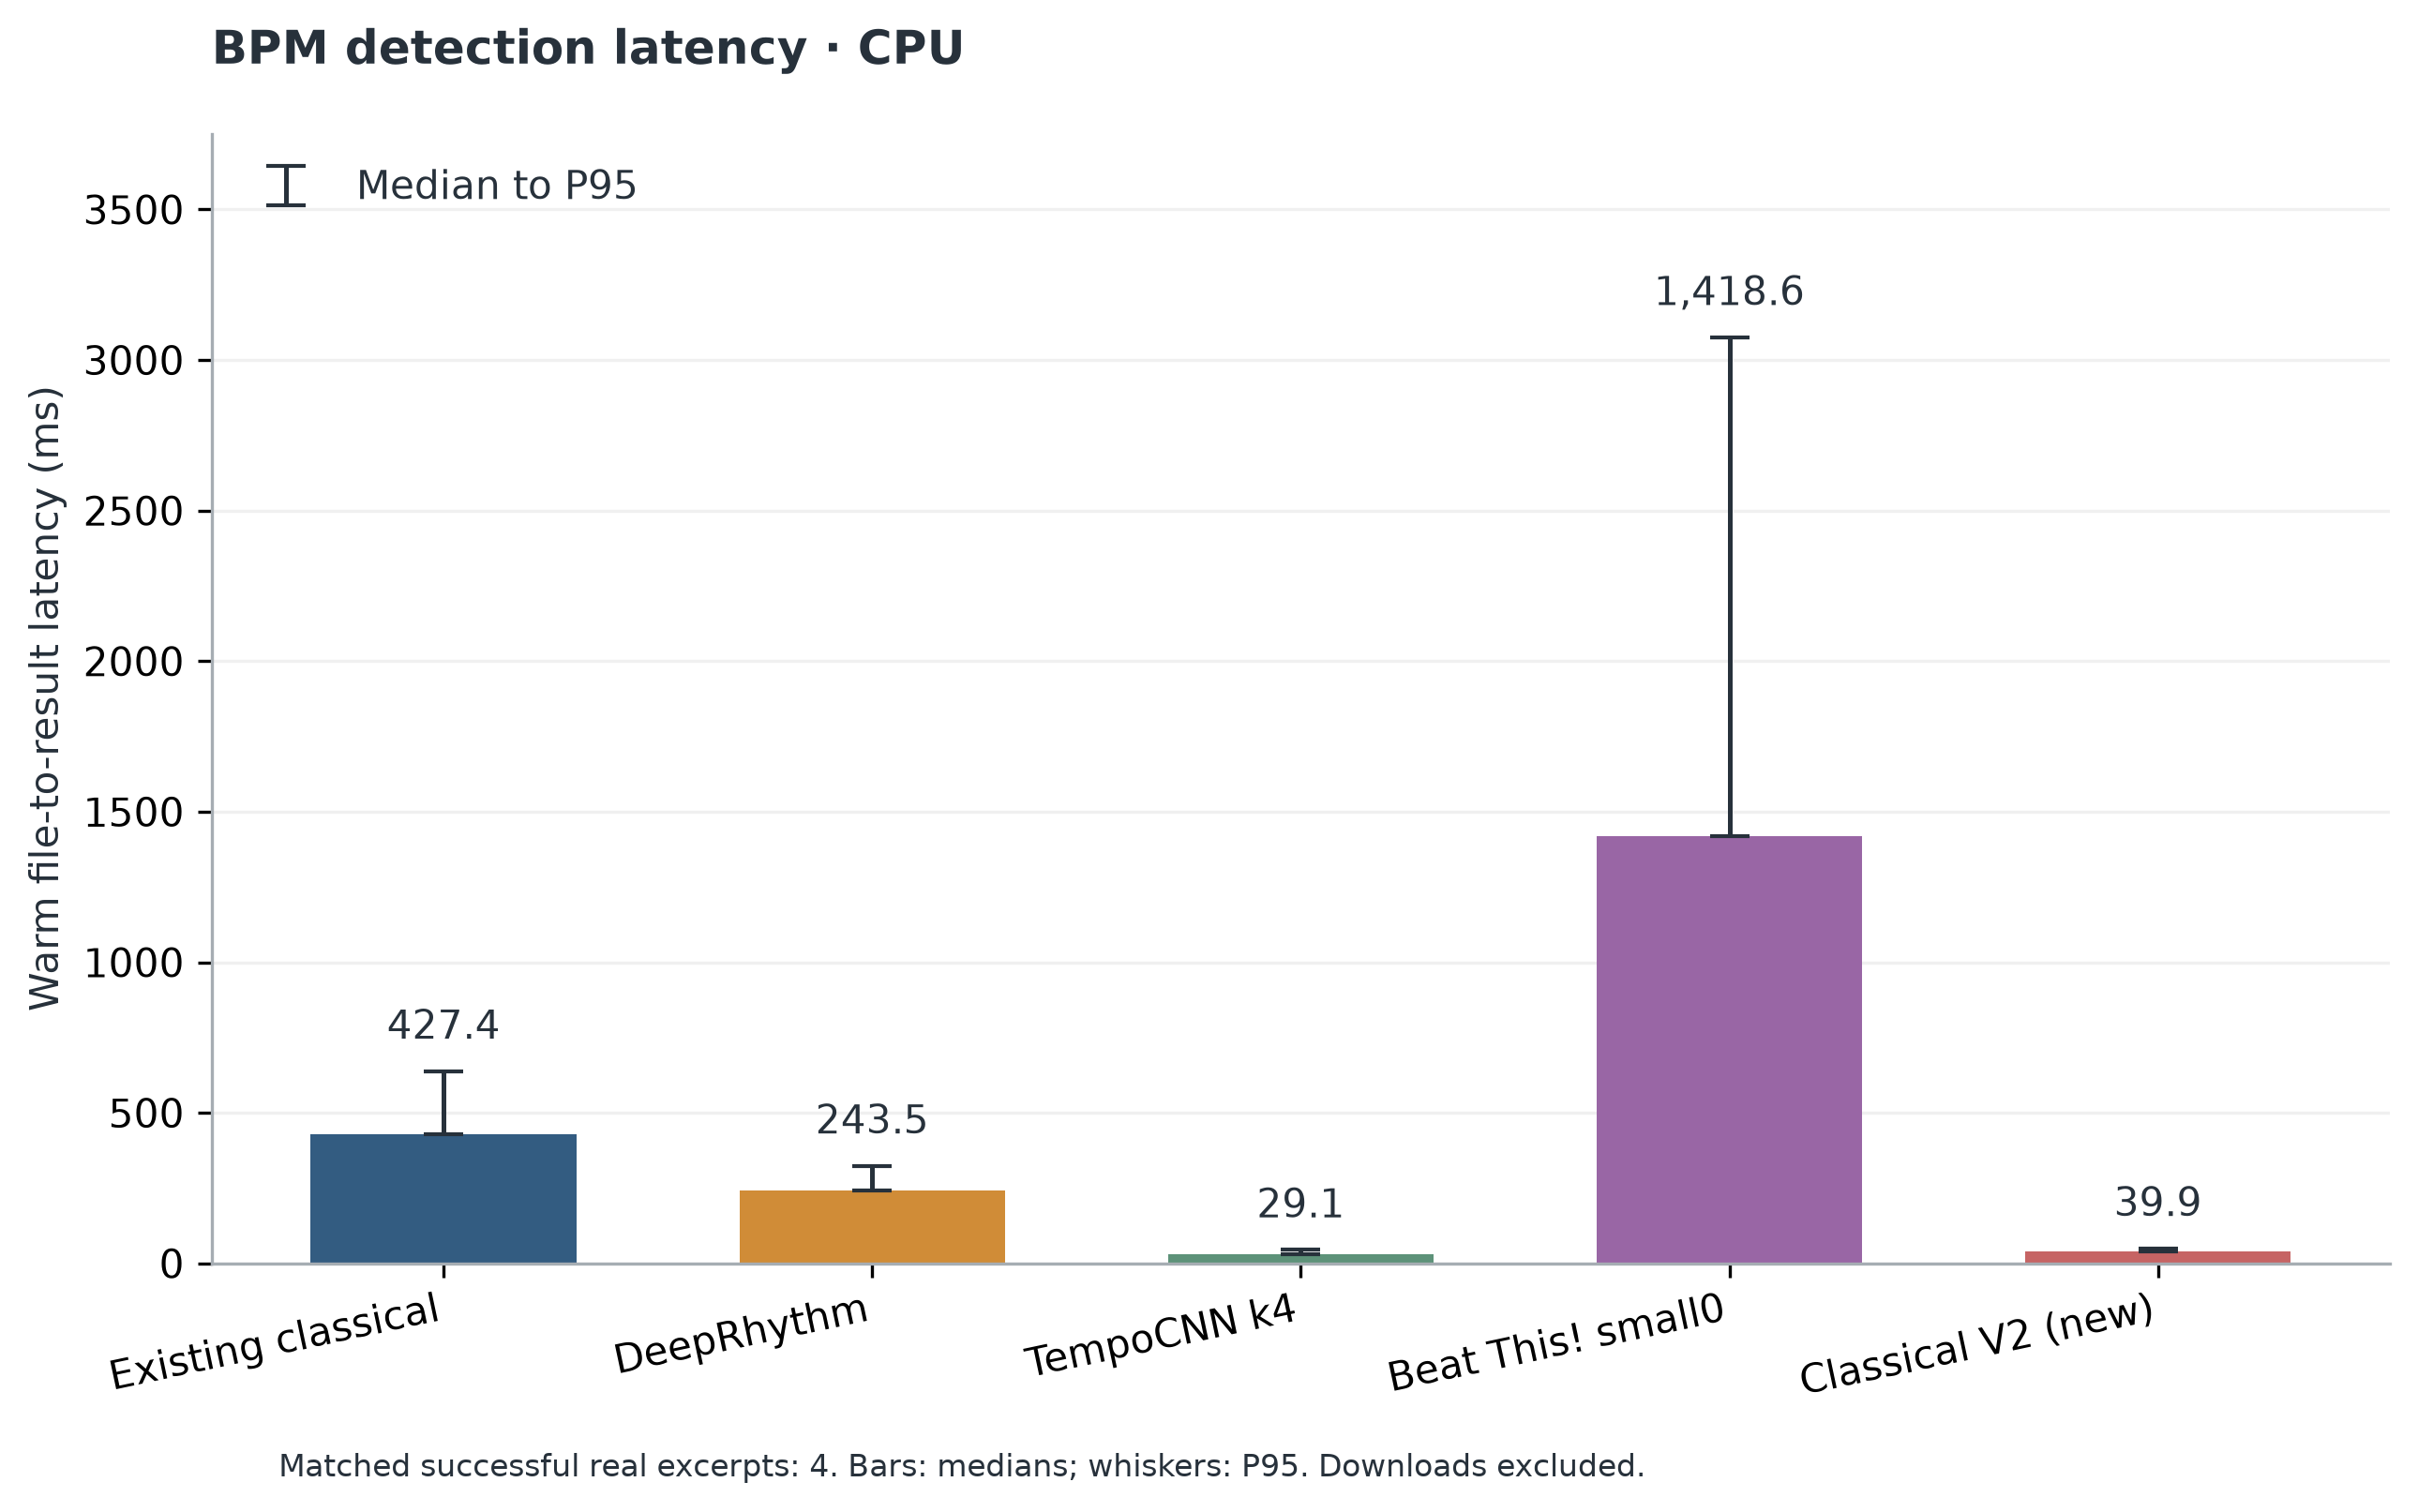 BPM detection latency · CPU
Median to P95
Warm file-to-result latency (ms)
3500
3000
2500
2000
1500
1000
500
0
427.4
243.5
29.1
1,418.6
39.9
Existing classical
DeepRhythm
TempoCNN k4
Beat This! small0
Classical V2 (new)
Matched successful real excerpts: 4. Bars: medians; whiskers: P95. Downloads excluded.